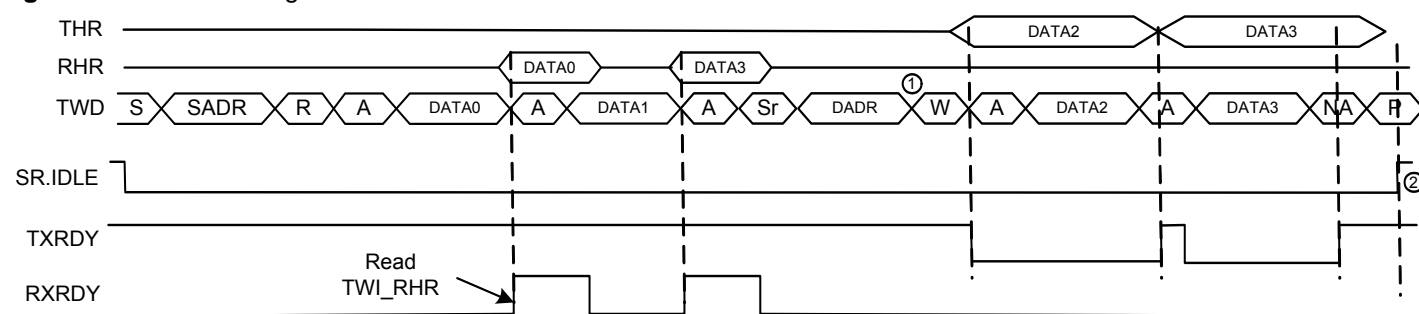 THR DATA2 DATA3
RHR DATA0 DATA3
TWD S SADR R A DATA0 A DATA1 A Sr DADR ① W A DATA2 A DATA3 NA P
SR.IDLE ②
TXRDY
Read
TWI_RHR
RXRDY